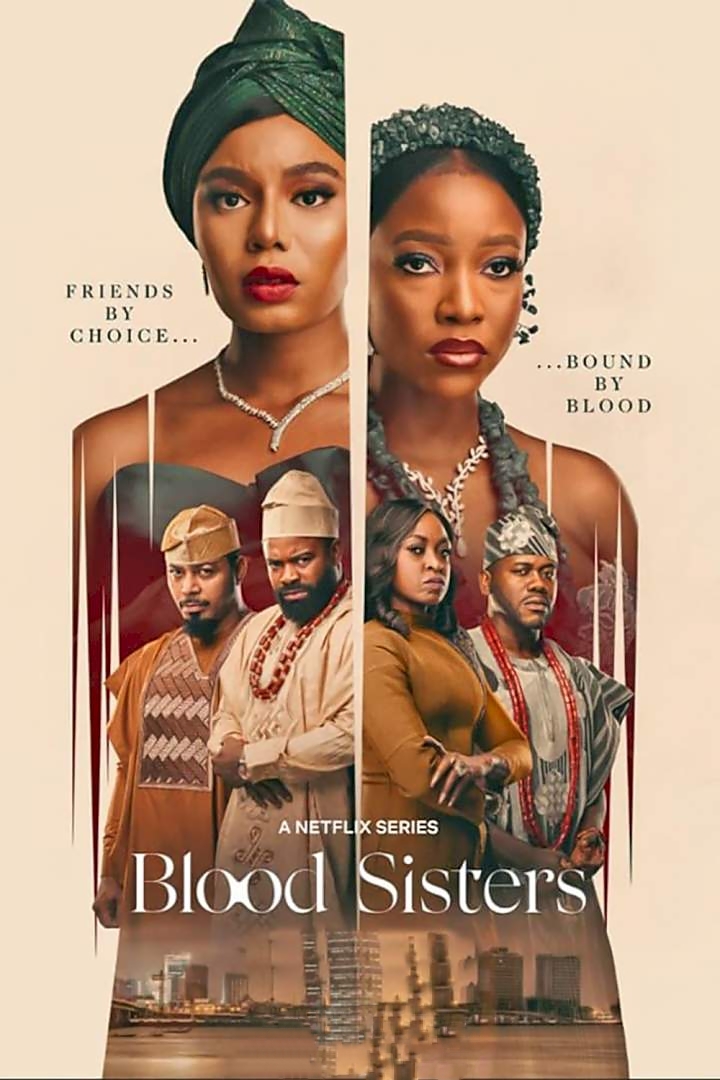 FRIENDS
BY
CHOICE...
...BOUND
BY
BLOOD
A NETFLIX SERIES
Blood Sisters